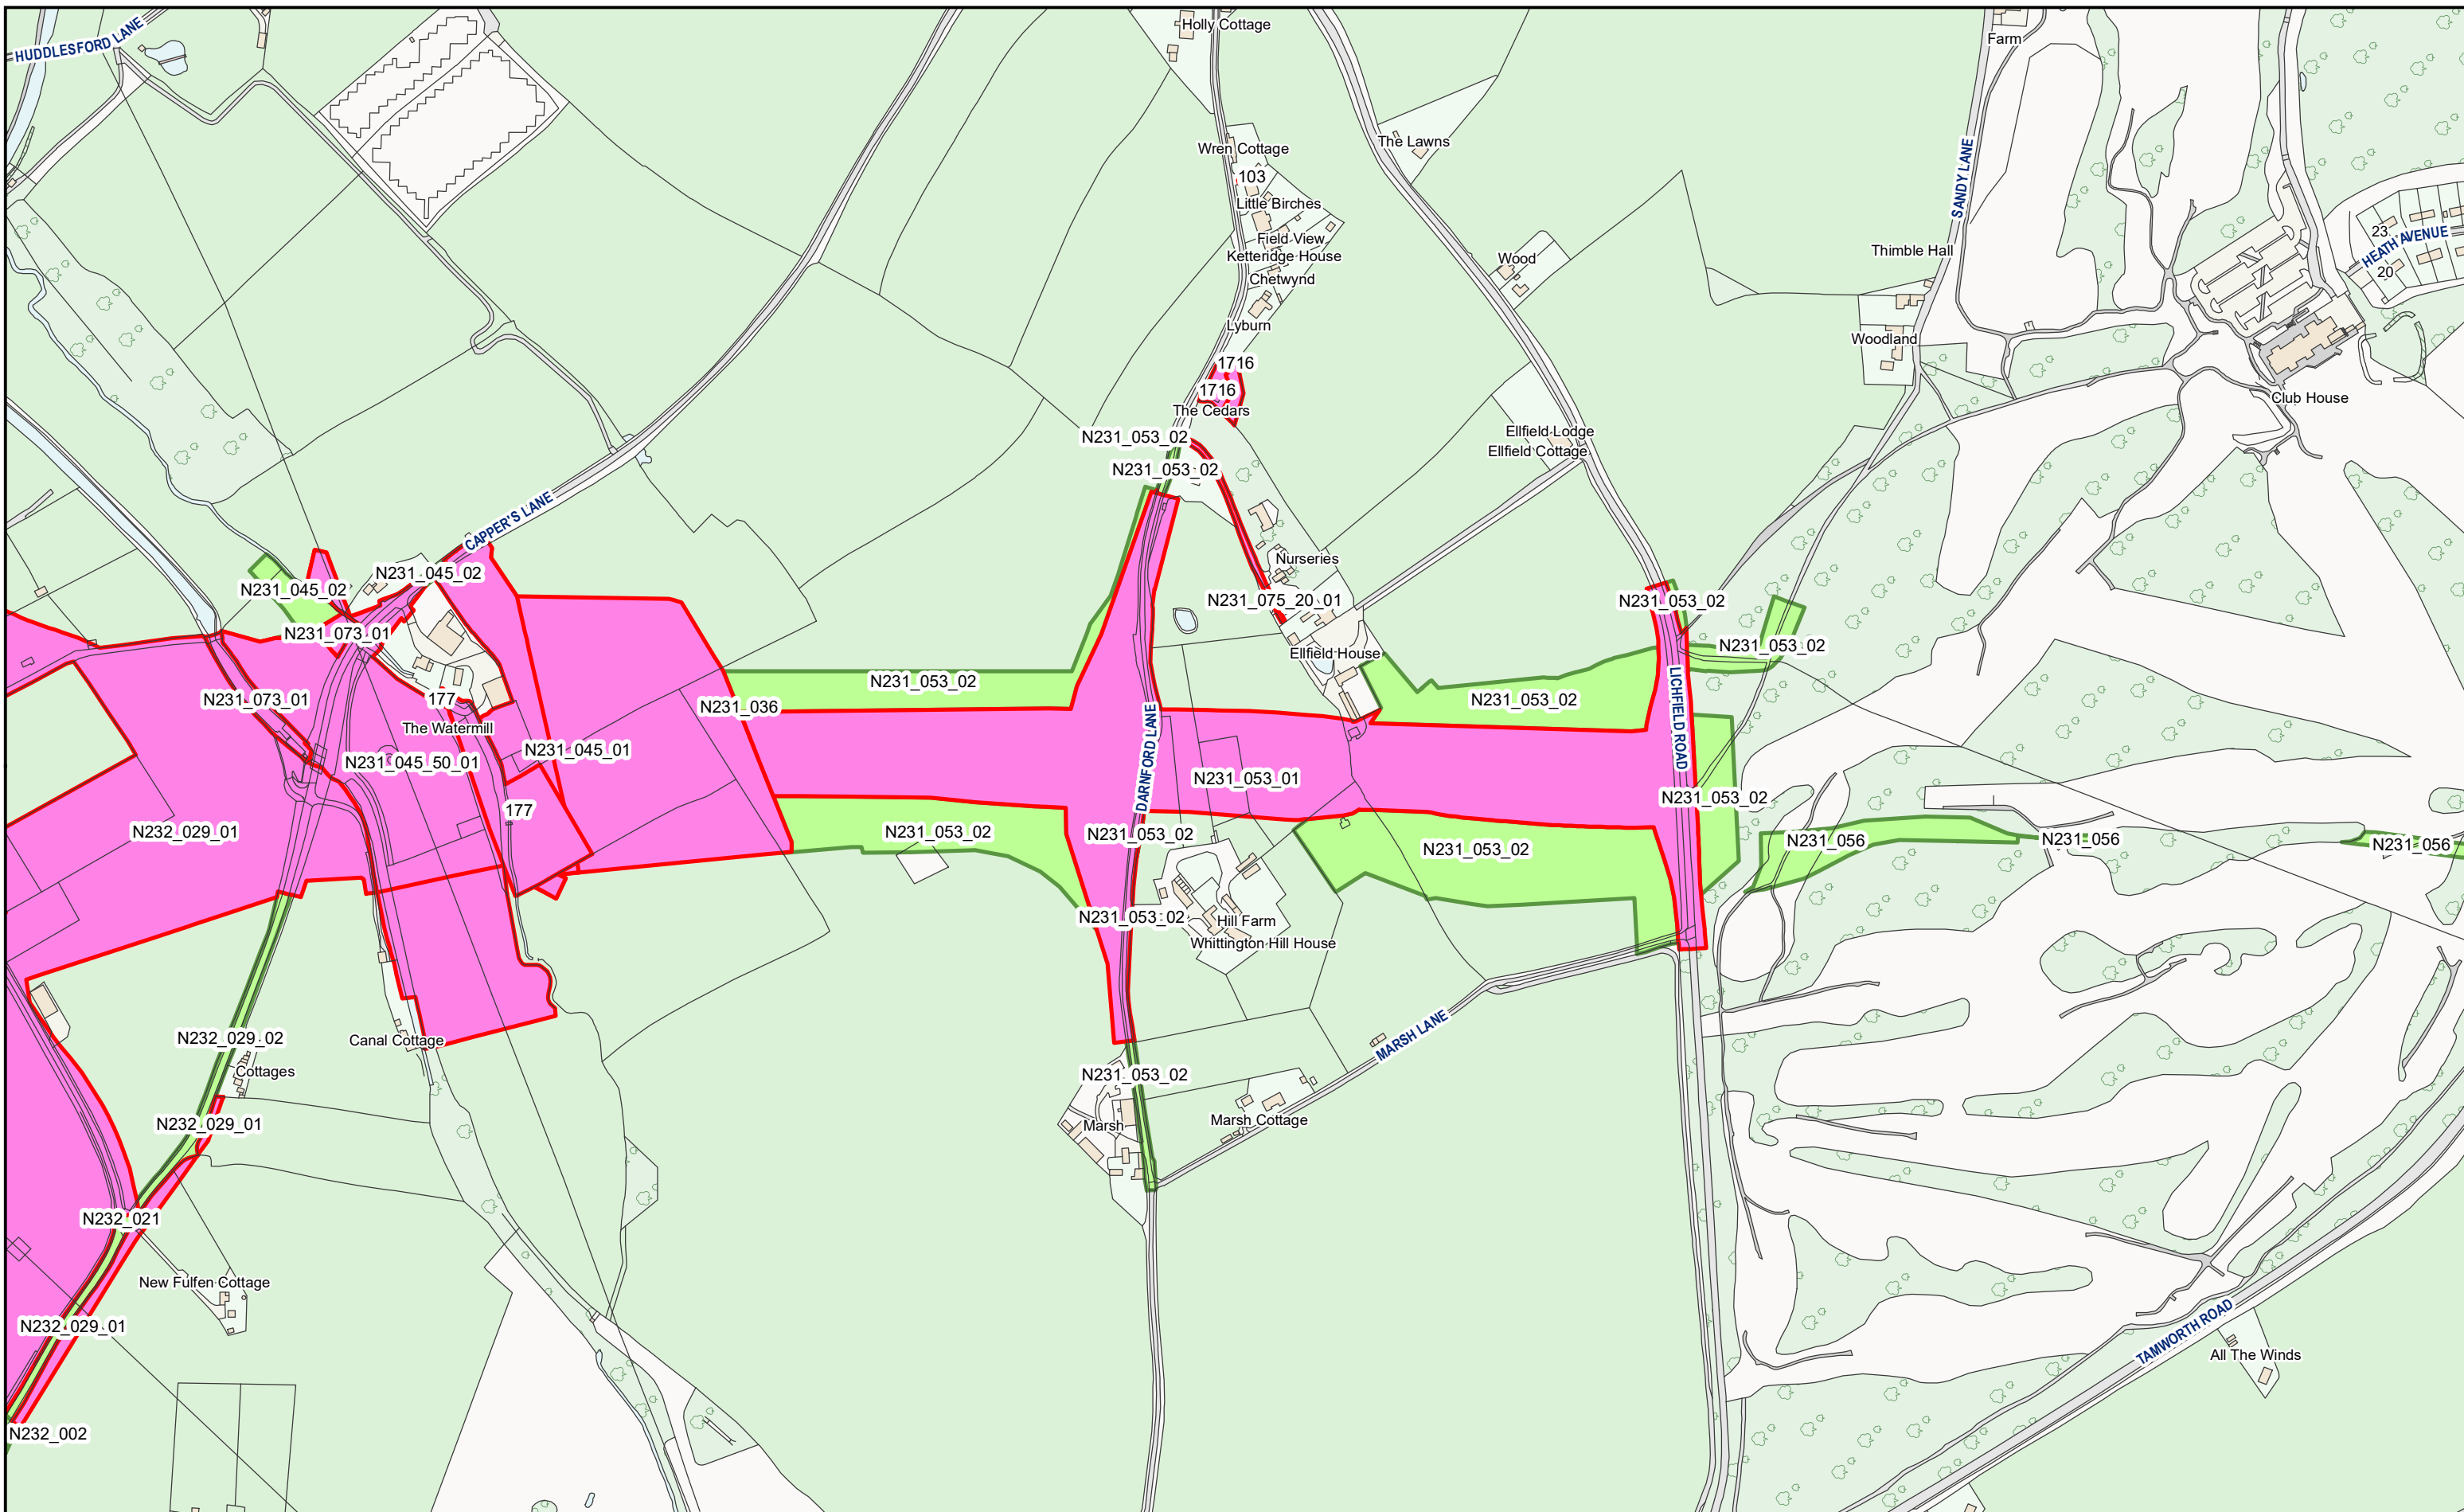 Holly Cottage
HUDDLESFORD LANE
Farm
The Lawns
Wren Cottage
103
SANDY LANE
Little Birches
23
HEATH AVENUE
Field View
Thimble Hall
Ketteridge House
Wood
20
Chetwynd
Lyburn
Woodland
1716
1716
Club House
The Cedars
N231_053_02
Ellfield Lodge
Ellfield Cottage
N231_053_02
CAPPER'S LANE
Nurseries
N231_045_02
N231_045_02
N231_075_20_01
N231_053_02
N231_073_01
N231_053_02
Ellfield House
N231_053_02
N231_073_01
177
N231_053_02
N231_036
LICHFIELD ROAD
The Watermill
N231_045_01
DARNFORD LANE
N231_045_50_01
N231_053_01
N231_053_02
177
N232_029_01
N231_053_02
N231_053_02
N231_056
N231_056
N231_056
N231_053_02
N231_053_02
Hill Farm
Whittington Hill House
N232_029_02
Canal Cottage
MARSH LANE
Cottages
N231_053_02
N232_029_01
Marsh
Marsh Cottage
N232_021
New Fulfen Cottage
N232_029_01
TAMWORTH ROAD
All The Winds
N232_002